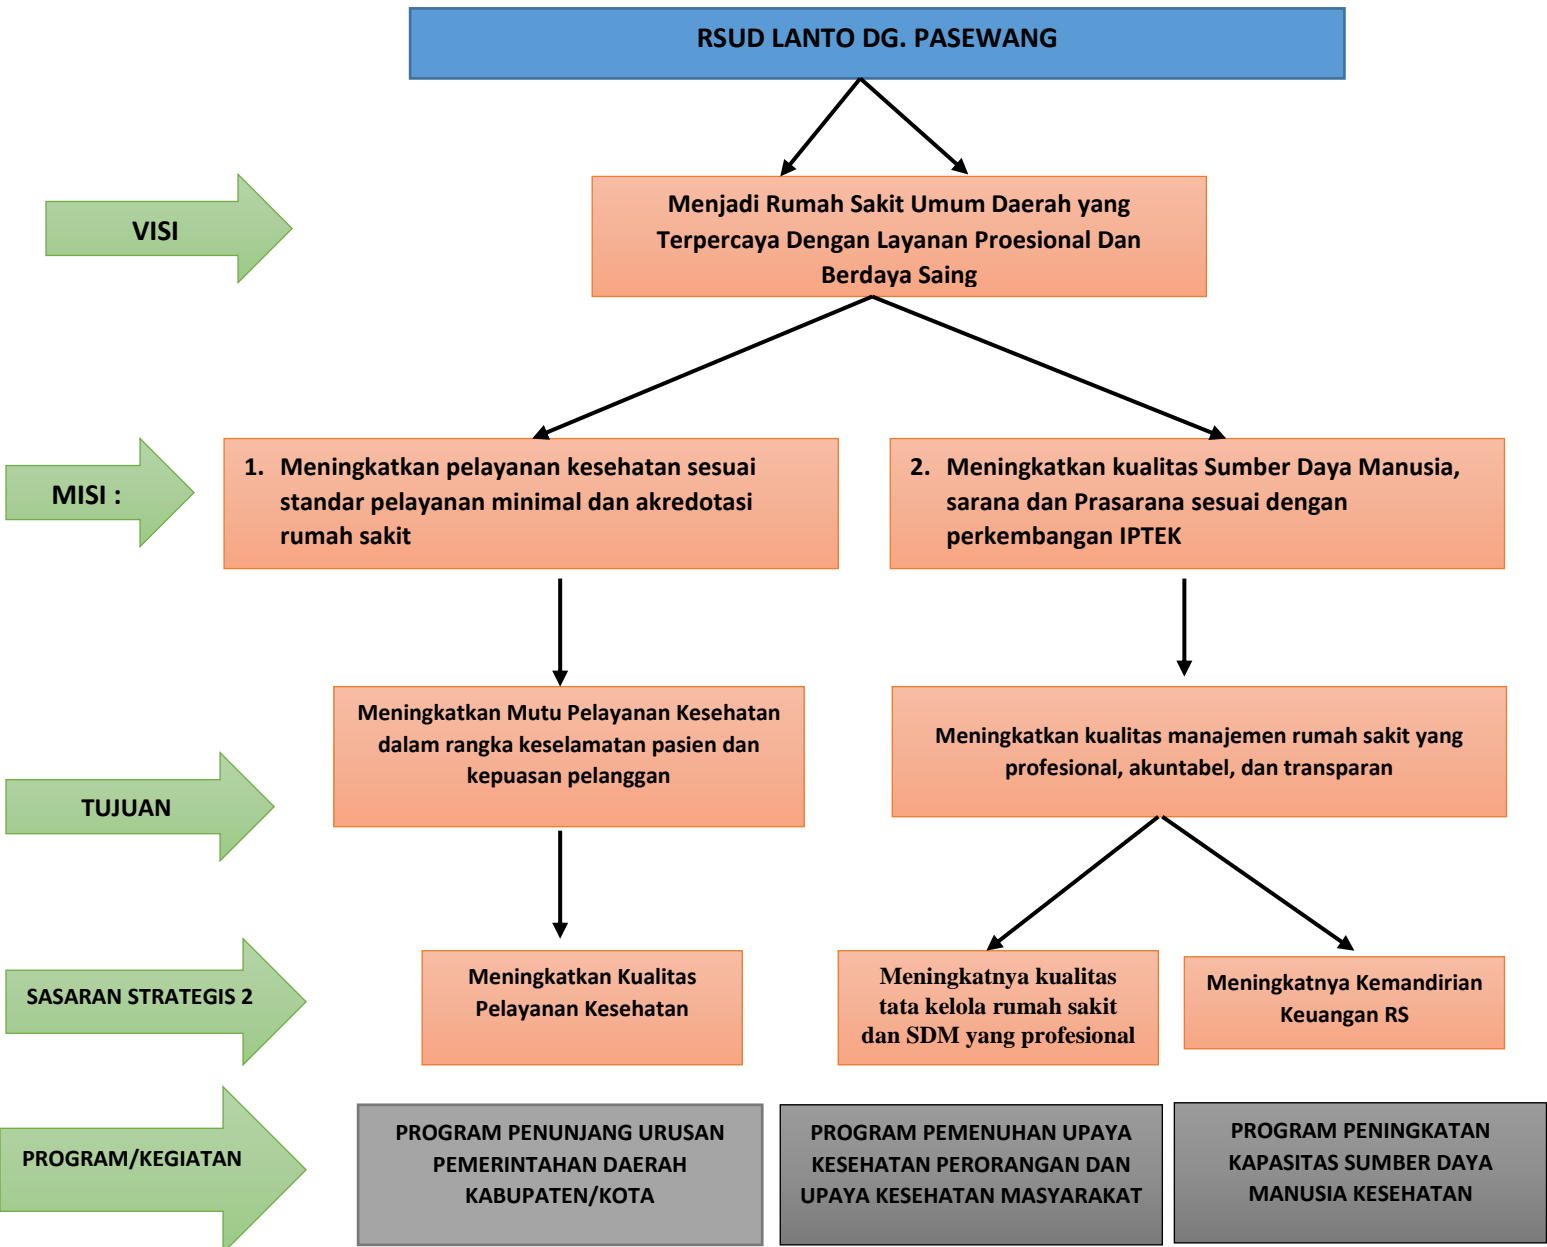 RSUD LANTO DG. PASEWANG
VISI
Menjadi Rumah Sakit Umum Daerah yang
Terpercaya Dengan Layanan Proesional Dan
Berdaya Saing
MISI :
1. Meningkatkan pelayanan kesehatan sesuai
standar pelayanan minimal dan akredotasi
rumah sakit
2. Meningkatkan kualitas Sumber Daya Manusia,
sarana dan Prasarana sesuai dengan
perkembangan IPTEK
TUJUAN
Meningkatkan Mutu Pelayanan Kesehatan
dalam rangka keselamatan pasien dan
kepuasan pelanggan
Meningkatkan kualitas manajemen rumah sakit yang
profesional, akuntabel, dan transparan
SASARAN STRATEGIS 2
Meningkatkan Kualitas
Pelayanan Kesehatan
Meningkatnya kualitas
tata kelola rumah sakit
dan SDM yang profesional
Meningkatnya Kemandirian
Keuangan RS
PROGRAM/KEGIATAN
PROGRAM PENUNJANG URUSAN
PEMERINTAHAN DAERAH
KABUPATEN/KOTA
PROGRAM PEMENUHAN UPAYA
KESEHATAN PERORANGAN DAN
UPAYA KESEHATAN MASYARAKAT
PROGRAM PENINGKATAN
KAPASITAS SUMBER DAYA
MANUSIA KESEHATAN